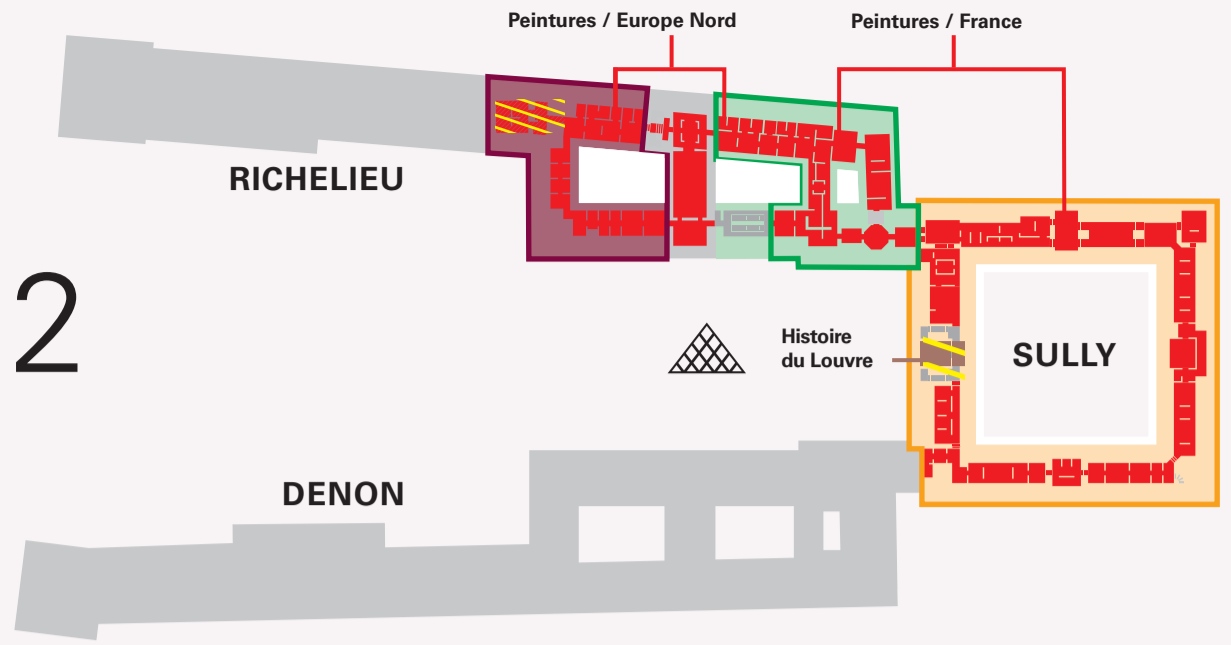 Peintures / Europe Nord
Peintures / France
RICHELIEU
2
Histoire
du Louvre
SULLY
DENON